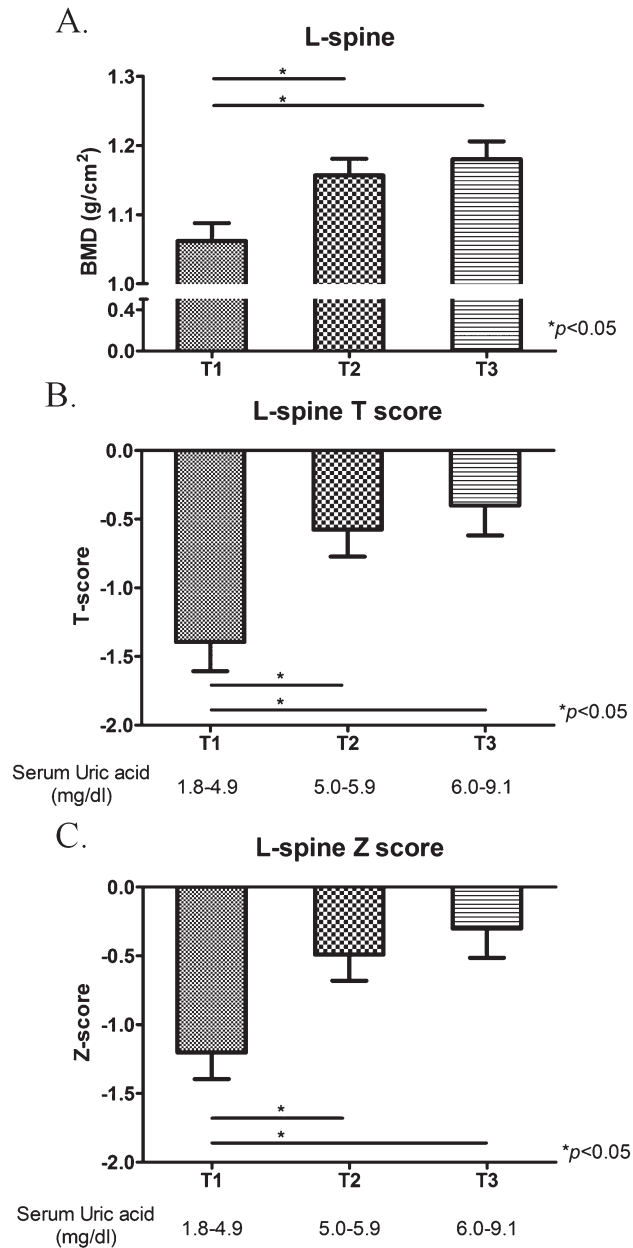 A.
L-spine
1.3
*
*
1.2
BMD (g/cm²)
1.1
1.0
0.4
0.0
*p<0.05
T1 T2 T3
B.
L-spine T score
0.0
-0.5
T-score
-1.0
-1.5
*
*
-2.0
*p<0.05
T1 T2 T3
Serum Uric acid
(mg/dl)
1.8-4.9 5.0-5.9 6.0-9.1
C.
L-spine Z score
0.0
-0.5
Z-score
-1.0
-1.5
*
*
-2.0
*p<0.05
T1 T2 T3
Serum Uric acid
(mg/dl)
1.8-4.9 5.0-5.9 6.0-9.1